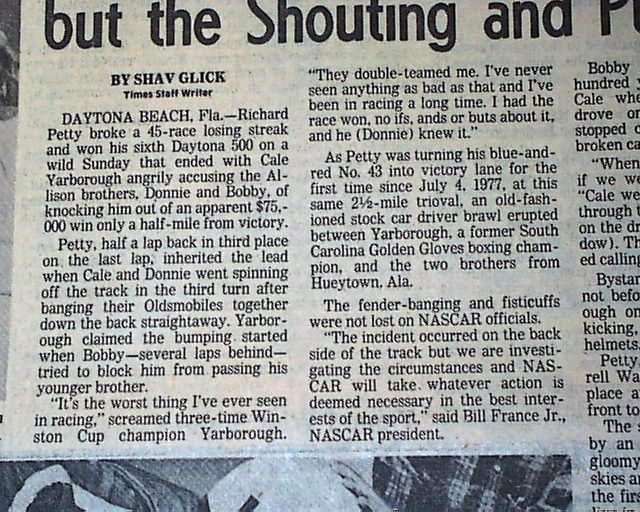 but the Shouting and P
BY SHAV GLICK
Times Staff Writer
DAYTONA BEACH, Fla.—Richard
Petty broke a 45-race losing streak
and won his sixth Daytona 500 on a
wild Sunday that ended with Cale
Yarborough angrily accusing the Al-
lison brothers, Donnie and Bobby, of
knocking him out of an apparent $75,-
000 win only a half-mile from victory.
Petty, half a lap back in third place
on the last lap, inherited the lead
when Cale and Donnie went spinning
off the track in the third turn after
banging their Oldsmobiles together
down the back straightaway. Yarbor-
ough claimed the bumping started
when Bobby—several laps behind—
tried to block him from passing his
younger brother.
"It's the worst thing I've ever seen
in racing," screamed three-time Win-
ston Cup champion Yarborough.
"They double-teamed me. I've never
seen anything as bad as that and I've
been in racing a long time. I had the
race won, no ifs, ands or buts about it,
and he (Donnie) knew it."
As Petty was turning his blue-and-
red No. 43 into victory lane for the
first time since July 4, 1977, at this
same 2½-mile trioval, an old-fash-
ioned stock car driver brawl erupted
between Yarborough, a former South
Carolina Golden Gloves boxing cham-
pion, and the two brothers from
Hueytown, Ala.
The fender-banging and fisticuffs
were not lost on NASCAR officials.
"The incident occurred on the back
side of the track but we are investi-
gating the circumstances and NAS-
CAR will take whatever action is
deemed necessary in the best inter-
ests of the sport," said Bill France Jr.,
NASCAR president.
Bobby
hundred
Cale
drove
stopped
broken ca
"When
if we we
"Cale we
through
on the dr
dow). Th
ed calling
Bystan
not befo
ough on
kicking,
helmets.
Petty
rell Wa
place a
front to
The
by an
gloomy
skies a
the firs